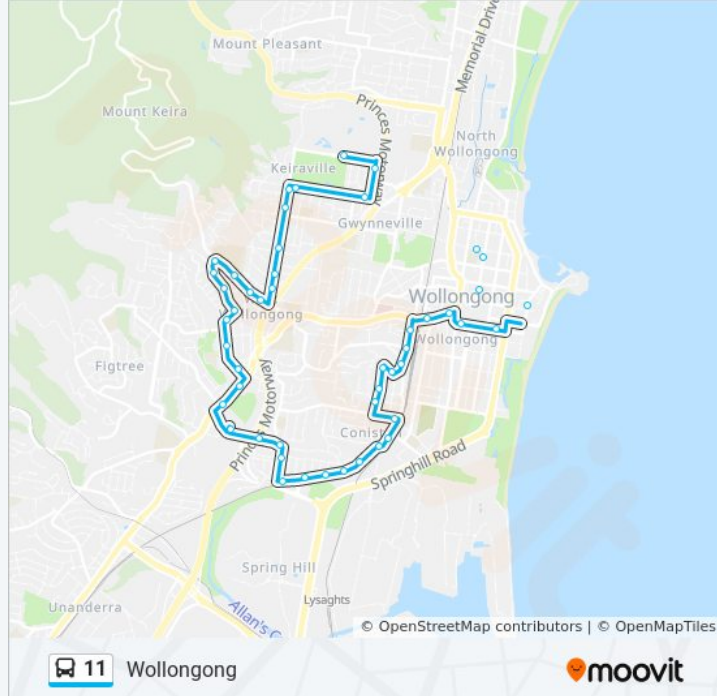 Mount Pleasant
Memorial Drive
Mount Keira
Princes Motorway
North
Wollongong
Keiraville
Gwynneville
Wollongong
Wollongong
Wollongong
Figtree
Princes Motorway
Coniston
Springhill Road
Spring Hill
Lysaghts
Unanderra
Allan's C
© OpenStreetMap contributors | © OpenMapTiles
11 Wollongong
moovit